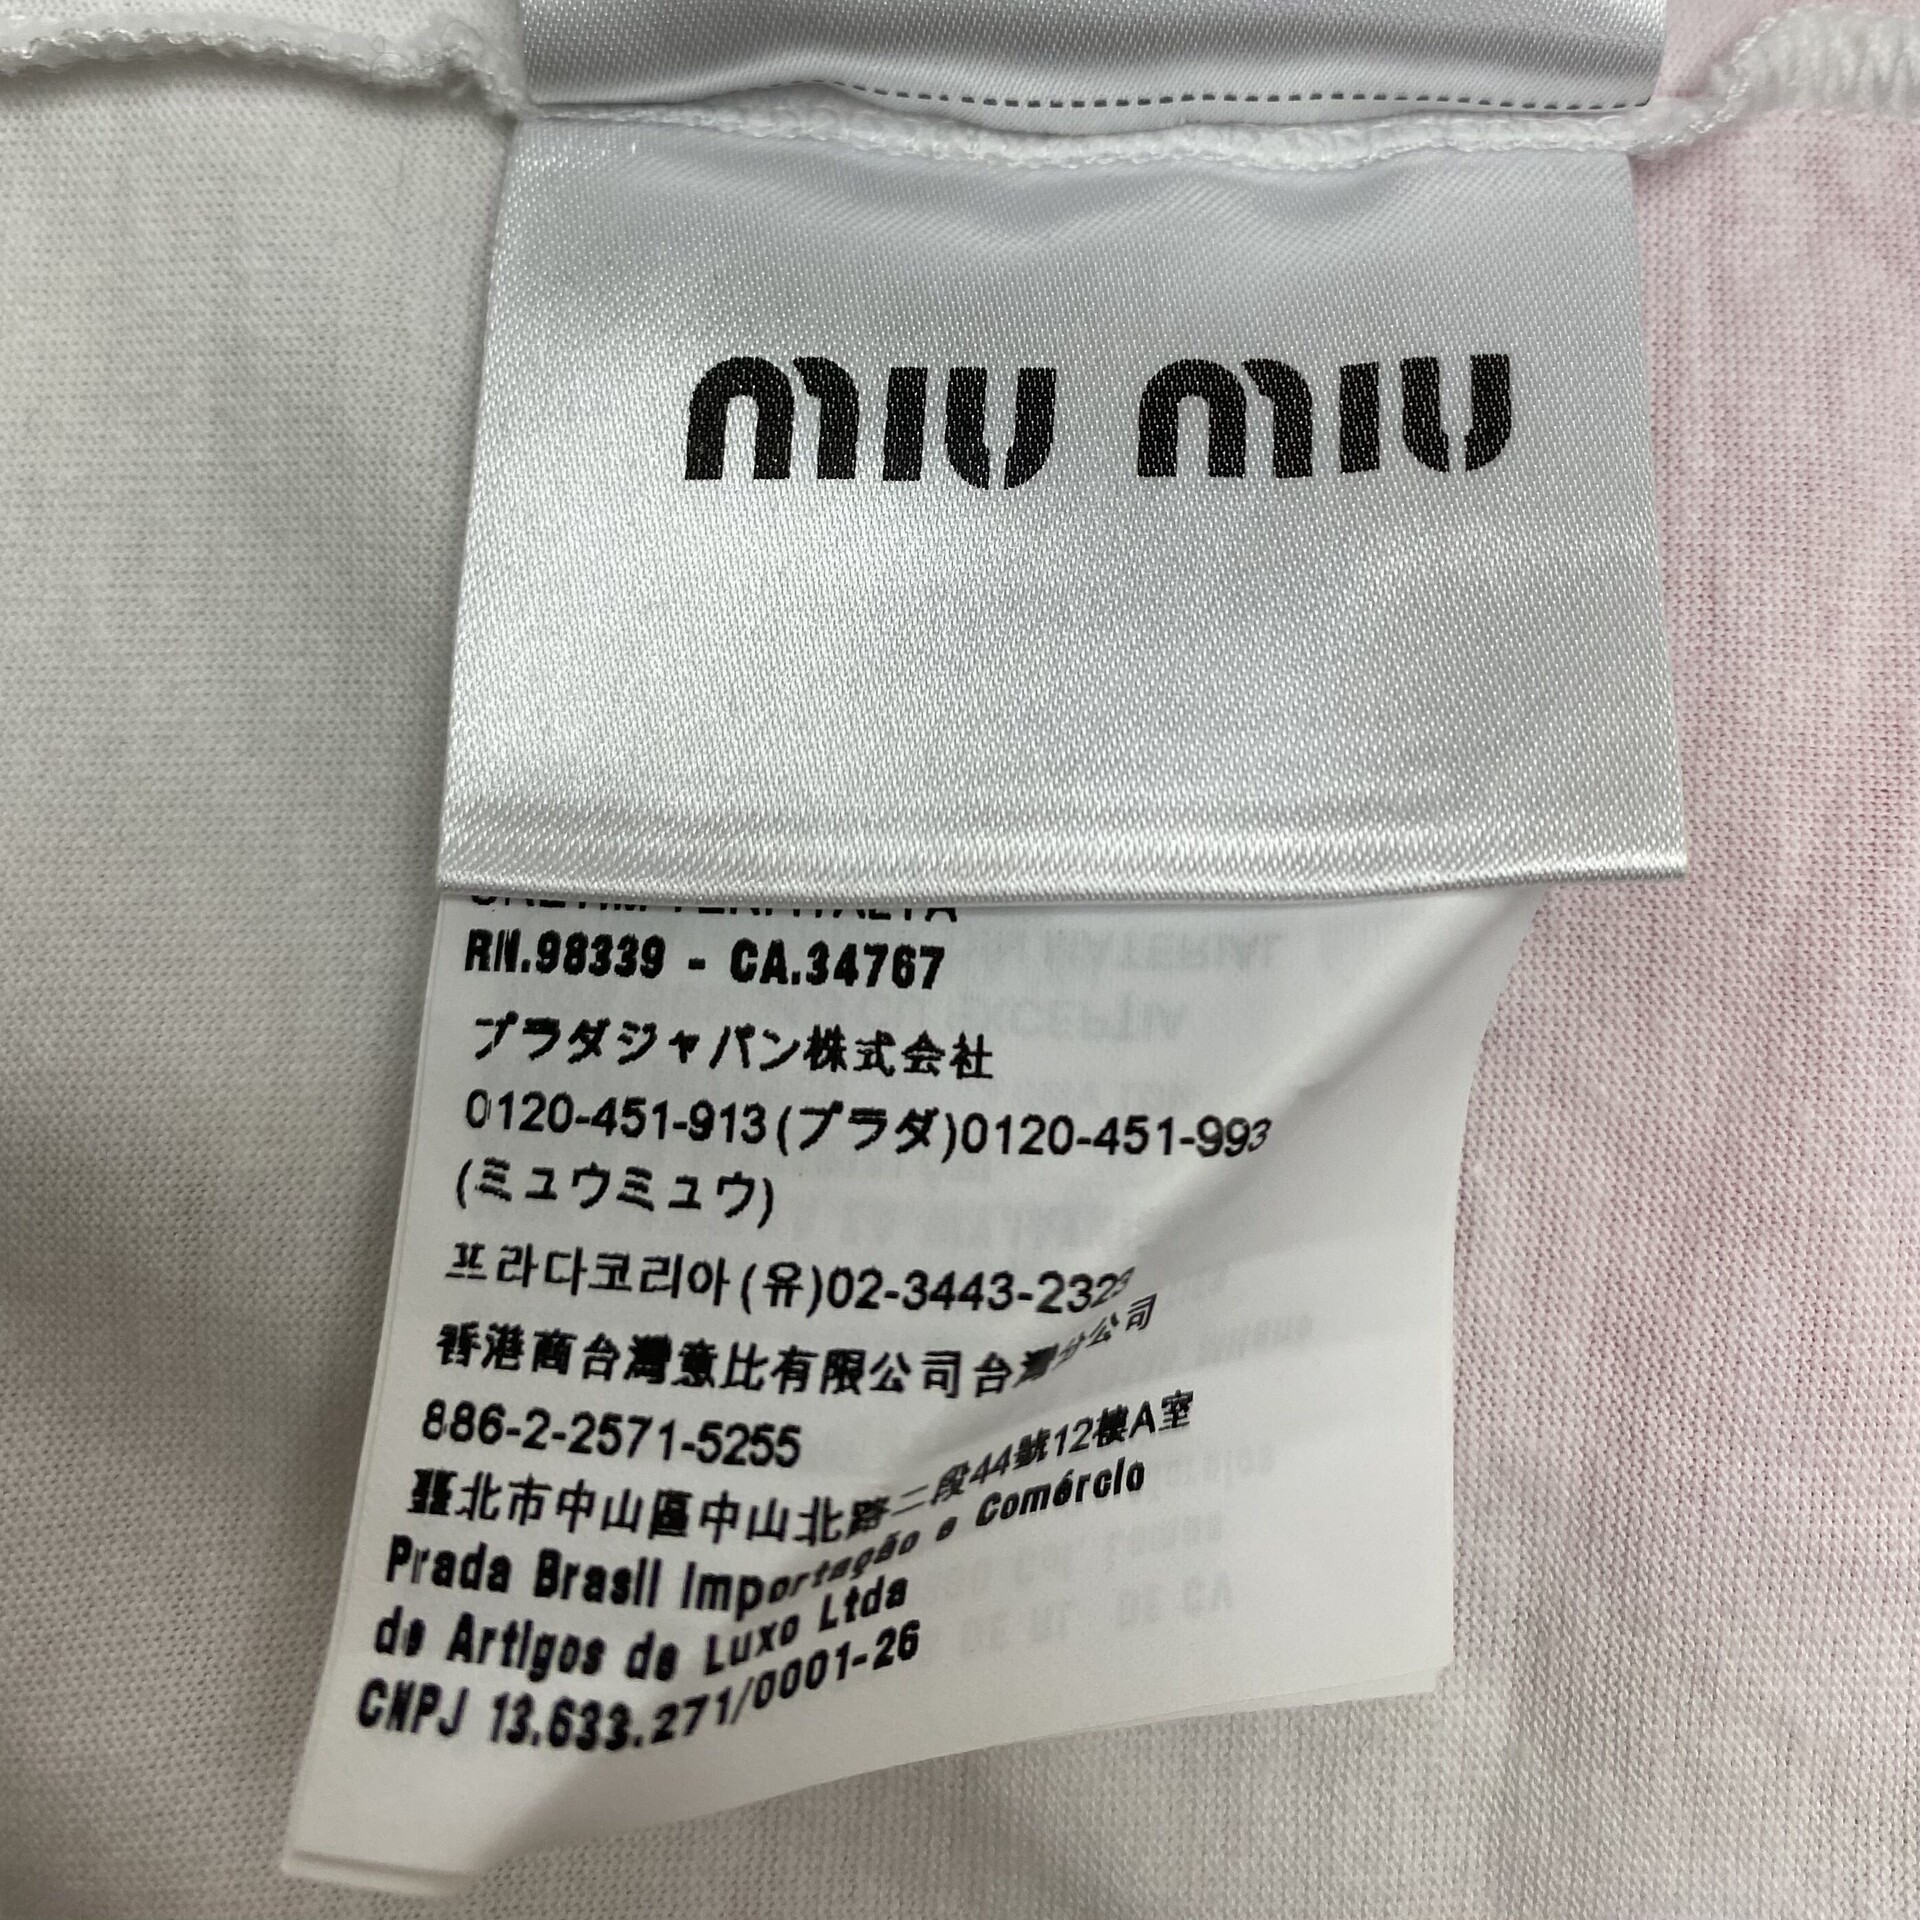 miu miu
RN.98339 - CA.34767
プラダジャパン株式会社
0120-451-913(プラダ)0120-451-993
(ミュウミュウ)
프라다코리아(유)02-3443-2323
香港商台灣意比有限公司台灣分公司
886-2-2571-5255
臺北市中山區中山北路二段44號12樓A室
Prada Brasil Importação e Comércio
de Artigos de Luxo Ltda
CNPJ 13.633.271/0001-26